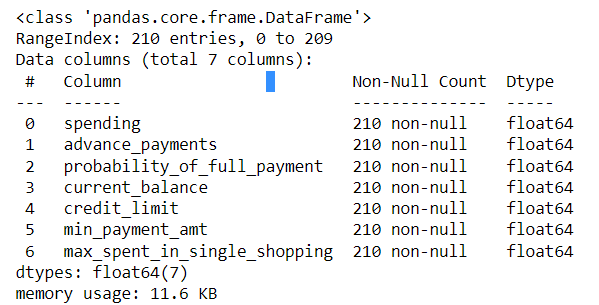 <class 'pandas.core.frame.DataFrame'>
RangeIndex: 210 entries, 0 to 209
Data columns (total 7 columns):
 #   Column                        Non-Null Count  Dtype
---  ------                        --------------  -----
 0   spending                      210 non-null    float64
 1   advance_payments              210 non-null    float64
 2   probability_of_full_payment   210 non-null    float64
 3   current_balance               210 non-null    float64
 4   credit_limit                  210 non-null    float64
 5   min_payment_amt               210 non-null    float64
 6   max_spent_in_single_shopping  210 non-null    float64
dtypes: float64(7)
memory usage: 11.6 KB